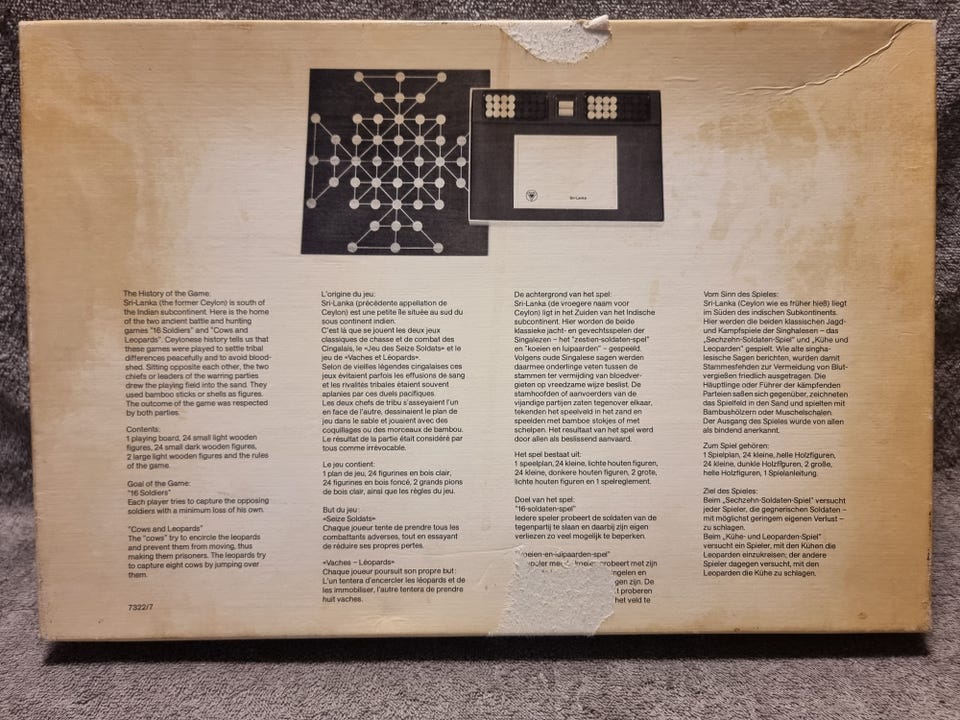 Sri-Lanka
The History of the Game:
Sri-Lanka (the former Ceylon) is south of
the Indian subcontinent. Here is the home
of the two ancient battle and hunting
games "16 Soldiers" and "Cows and
Leopards". Ceylonese history tells us that
these games were played to settle tribal
differences peacefully and to avoid blood-
shed. Sitting opposite each other, the two
chiefs or leaders of the warring parties
drew the playing field into the sand. They
used bamboo sticks or shells as figures.
The outcome of the game was respected
by both parties.
Contents:
1 playing board, 24 small light wooden
figures, 24 small dark wooden figures,
2 large light wooden figures and the rules
of the game.
Goal of the Game:
"16 Soldiers"
Each player tries to capture the opposing
soldiers with a minimum loss of his own.
"Cows and Leopards"
The "cows" try to encircle the leopards
and prevent them from moving, thus
making them prisoners. The leopards try
to capture eight cows by jumping over
them.
7322/7
L'origine du jeu:
Sri-Lanka (précédente appellation de
Ceylon) est une petite île située au sud du
sous continent indien.
C'est là que se jouent les deux jeux
classiques de chasse et de combat des
Cingalais, le «Jeu des Seize Soldats» et le
jeu de «Vaches et Léopards».
Selon de vieilles légendes cingalaises ces
jeux évitaient parfois les effusions de sang
et les rivalités tribales étaient souvent
aplanies par ces duels pacifiques.
Les deux chefs de tribu s'asseyaient l'un
en face de l'autre, dessinaient le plan de
jeu dans le sable et jouaient avec des
coquillages ou des morceaux de bambou.
Le résultat de la partie était considéré par
tous comme irrévocable.
Le jeu contient:
1 plan de jeu, 24 figurines en bois clair,
24 figurines en bois foncé, 2 grands pions
de bois clair, ainsi que les règles du jeu.
But du jeu:
«Seize Soldats»
Chaque joueur tente de prendre tous les
combattants adverses, tout en essayant
de réduire ses propres pertes.
«Vaches – Léopards»
Chaque joueur poursuit son propre but:
L'un tentera d'encercler les léopards et de
les immobiliser, l'autre tentera de prendre
huit vaches.
De achtergrond van het spel:
Sri-Lanka (de vroegere naam voor
Ceylon) ligt in het Zuiden van het Indische
subcontinent. Hier worden de beide
klassieke jacht- en gevechtsspelen der
Singalezen – het "zestien-soldaten-spel"
en "koeien en luipaarden" – gespeeld.
Volgens oude Singalese sagen werden
daarmee onderlinge veten tussen de
stammen ter vermijding van bloedver-
gieten op vreedzame wijze beslist. De
stamhoofden of aanvoerders van de
vijandige partijen zaten tegenover elkaar,
tekenden het speelveld in het zand en
speelden met bamboe stokjes of met
schelpen. Het resultaat van het spel werd
door allen als beslissend aanvaard.
Het spel bestaat uit:
1 speelplan, 24 kleine, lichte houten figuren,
24 kleine, donkere houten figuren, 2 grote,
lichte houten figuren en 1 spelreglement.
Doel van het spel:
"16-soldaten-spel"
Iedere speler probeert de soldaten van de
tegenpartij te slaan en daarbij zijn eigen
verliezen zo veel mogelijk te beperken.
koeien-en-luipaarden-spel"
probeert met zijn
ngelen en
gen zijn. De
t proberen
het veld te
Vom Sinn des Spieles:
Sri-Lanka (Ceylon wie es früher hieß) liegt
im Süden des indischen Subkontinents.
Hier werden die beiden klassischen Jagd-
und Kampfspiele der Singhalesen – das
„Sechzehn-Soldaten-Spiel" und „Kühe und
Leoparden" gespielt. Wie alte singha-
lesische Sagen berichten, wurden damit
Stammesfehden zur Vermeidung von Blut-
vergießen friedlich ausgetragen. Die
Häuptlinge oder Führer der kämpfenden
Parteien saßen sich gegenüber, zeichneten
das Spielfeld in den Sand und spielten mit
Bambushölzern oder Muschelschalen.
Der Ausgang des Spieles wurde von allen
als bindend anerkannt.
Zum Spiel gehören:
1 Spielplan, 24 kleine, helle Holzfiguren,
24 kleine, dunkle Holzfiguren, 2 große,
helle Holzfiguren, 1 Spielanleitung.
Ziel des Spieles:
Beim „Sechzehn-Soldaten-Spiel" versucht
jeder Spieler, die gegnerischen Soldaten –
mit möglichst geringem eigenen Verlust –
zu schlagen.
Beim „Kühe- und Leoparden-Spiel"
versucht ein Spieler, mit den Kühen die
Leoparden einzukreisen; der andere
Spieler dagegen versucht, mit den
Leoparden die Kühe zu schlagen.